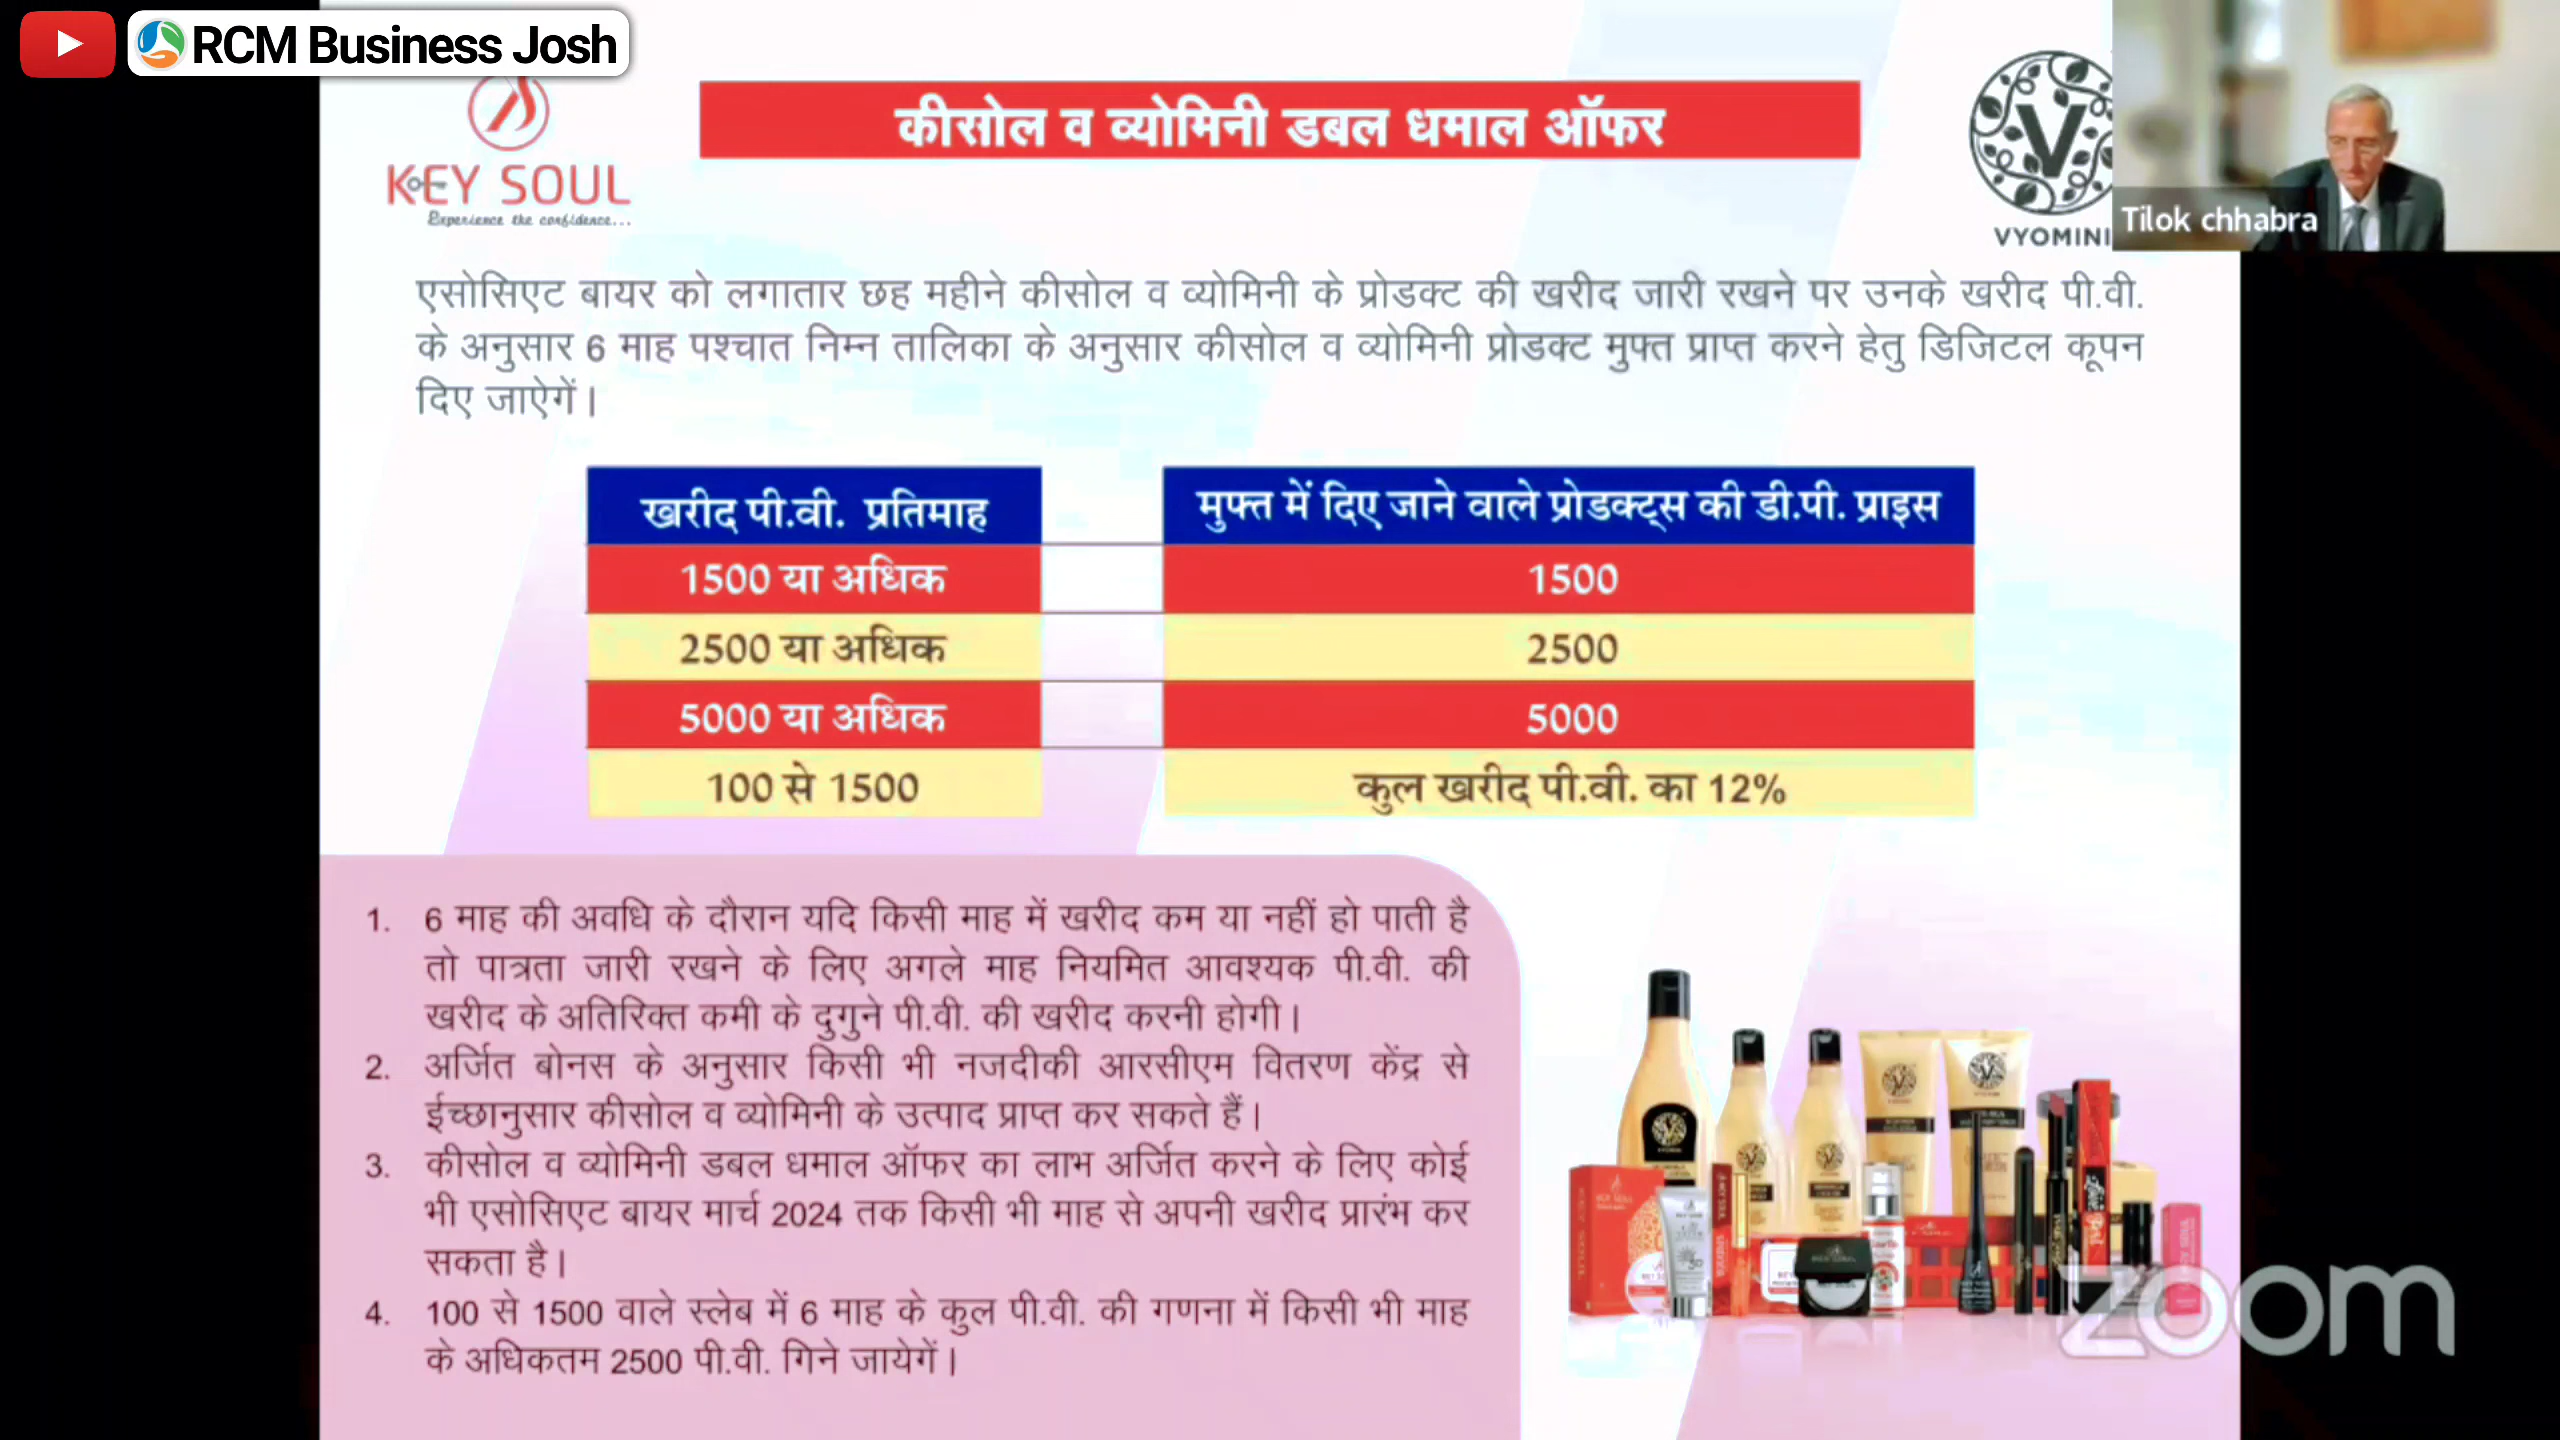 RCM Business Josh
KEY SOUL
Experience the confidence...
कीसोल व व्योमिनी डबल धमाल ऑफर
V
VYOMINI
Tilok chhabra
एसोसिएट बायर को लगातार छह महीने कीसोल व व्योमिनी के प्रोडक्ट की खरीद जारी रखने पर उनके खरीद पी.वी.
के अनुसार 6 माह पश्चात निम्न तालिका के अनुसार कीसोल व व्योमिनी प्रोडक्ट मुफ्त प्राप्त करने हेतु डिजिटल कूपन
दिए जाऐगें।
खरीद पी.वी. प्रतिमाह
मुफ्त में दिए जाने वाले प्रोडक्ट्स की डी.पी. प्राइस
1500 या अधिक
1500
2500 या अधिक
2500
5000 या अधिक
5000
100 से 1500
कुल खरीद पी.वी. का 12%
1. 6 माह की अवधि के दौरान यदि किसी माह में खरीद कम या नहीं हो पाती है
तो पात्रता जारी रखने के लिए अगले माह नियमित आवश्यक पी.वी. की
खरीद के अतिरिक्त कमी के दुगुने पी.वी. की खरीद करनी होगी।
2. अर्जित बोनस के अनुसार किसी भी नजदीकी आरसीएम वितरण केंद्र से
ईच्छानुसार कीसोल व व्योमिनी के उत्पाद प्राप्त कर सकते हैं।
3. कीसोल व व्योमिनी डबल धमाल ऑफर का लाभ अर्जित करने के लिए कोई
भी एसोसिएट बायर मार्च 2024 तक किसी भी माह से अपनी खरीद प्रारंभ कर
सकता है।
4. 100 से 1500 वाले स्लेब में 6 माह के कुल पी.वी. की गणना में किसी भी माह
के अधिकतम 2500 पी.वी. गिने जायेगें।
zoom